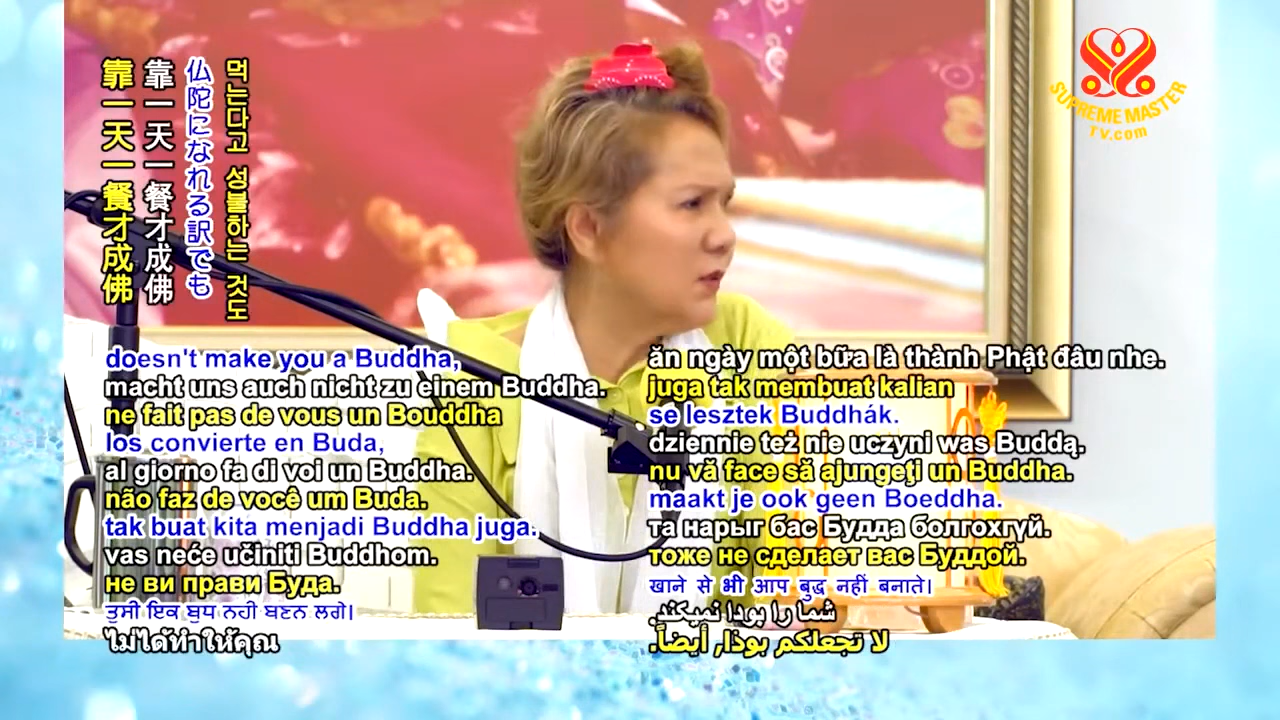 SUPREME MASTER
TV.com
먹는다고 성불하는 것도
仏陀になれる訳でも
靠一天一餐才成佛
靠一天一餐才成佛
doesn't make you a Buddha,
macht uns auch nicht zu einem Buddha.
ne fait pas de vous un Bouddha
los convierte en Buda,
al giorno fa di voi un Buddha.
não faz de você um Buda.
tak buat kita menjadi Buddha juga.
vas neće učiniti Buddhom.
не ви прави Буда.
ਤੁਸੀ ਇਕ ਬੁਧ ਨਹੀ ਬਣਨ ਲਗੇ।
ไม่ได้ทำให้คุณ
ăn ngày một bữa là thành Phật đâu nhe.
juga tak membuat kalian
se lesztek Buddhák.
dziennie też nie uczyni was Buddą.
nu vă face să ajungeţi un Buddha.
maakt je ook geen Boeddha.
та нарыг бас Будда болгохгүй.
тоже не сделает вас Буддой.
खाने से भी आप बुद्ध नहीं बनाते।
شما را بودا نمیکند.
لا تجعلكم بوذا, أيضاً.